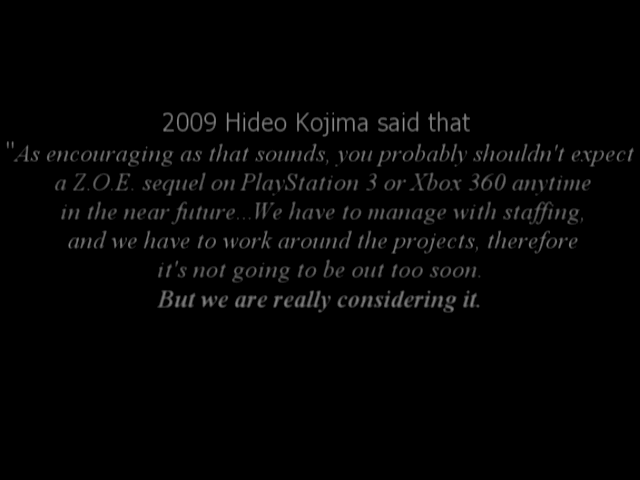 2009 Hideo Kojima said that
"As encouraging as that sounds, you probably shouldn't expect
a Z.O.E. sequel on PlayStation 3 or Xbox 360 anytime
in the near future...We have to manage with staffing,
and we have to work around the projects, therefore
it's not going to be out too soon.
But we are really considering it.